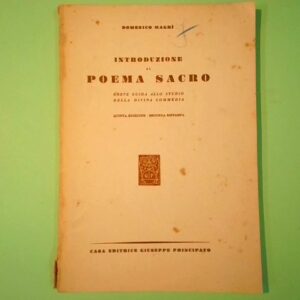 DOMENICO MAGRÌ
INTRODUZIONE
AL
POEMA SACRO
BREVE GUIDA ALLO STUDIO
DELLA DIVINA COMMEDIA
QUINTA EDIZIONE - SECONDA RISTAMPA
CASA EDITRICE GIUSEPPE PRINCIPATO